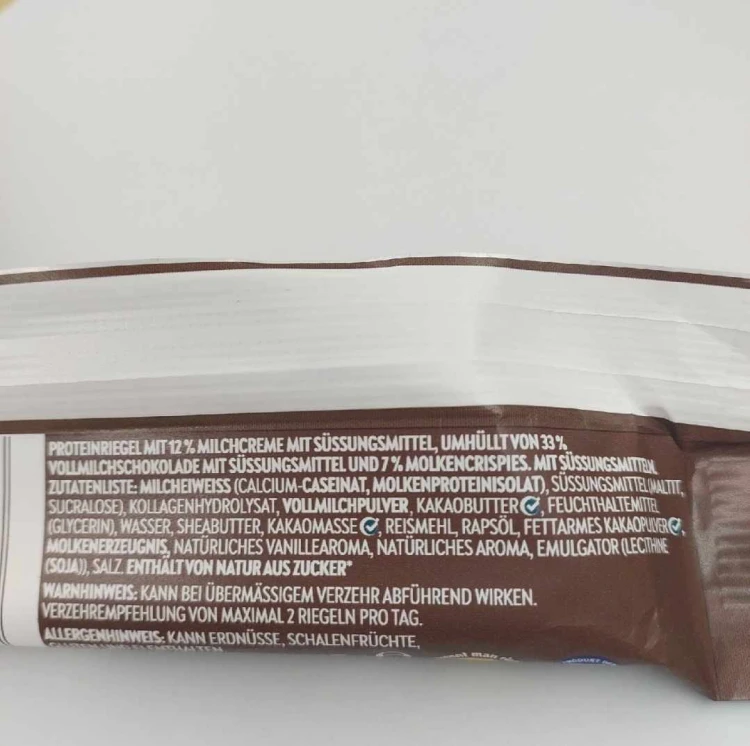 PROTEINRIEGEL MIT 12 % MILCHCREME MIT SÜSSUNGSMITTEL, UMHÜLLT VON 33 %
VOLLMILCHSCHOKOLADE MIT SÜSSUNGSMITTEL UND 7 % MOLKENCRISPIES. MIT SÜSSUNGSMITTELN.
ZUTATENLISTE: MILCHEIWEISS (CALCIUM-CASEINAT, MOLKENPROTEINISOLAT), SÜSSUNGSMITTEL (MALTIT,
SUCRALOSE), KOLLAGENHYDROLYSAT, VOLLMILCHPULVER, KAKAOBUTTER, FEUCHTHALTEMITTEL
(GLYCERIN), WASSER, SHEABUTTER, KAKAOMASSE, REISMEHL, RAPSÖL, FETTARMES KAKAOPULVER,
MOLKENERZEUGNIS, NATÜRLICHES VANILLEAROMA, NATÜRLICHES AROMA, EMULGATOR (LECITHINE
(SOJA)), SALZ. ENTHÄLT VON NATUR AUS ZUCKER*
WARNHINWEIS: KANN BEI ÜBERMÄSSIGEM VERZEHR ABFÜHREND WIRKEN.
VERZEHREMPFEHLUNG VON MAXIMAL 2 RIEGELN PRO TAG.
ALLERGENHINWEIS: KANN ERDNÜSSE, SCHALENFRÜCHTE,